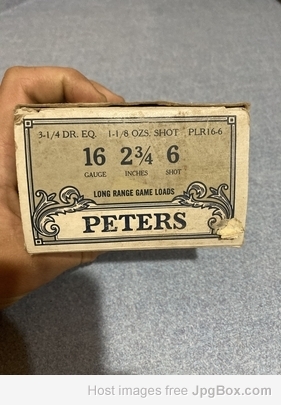 3-1/4 DR. EQ. 1-1/8 OZS. SHOT PLR16-6
16 2¾ 6
GAUGE INCHES SHOT
LONG RANGE GAME LOADS
PETERS
Host images free JpgBox.com